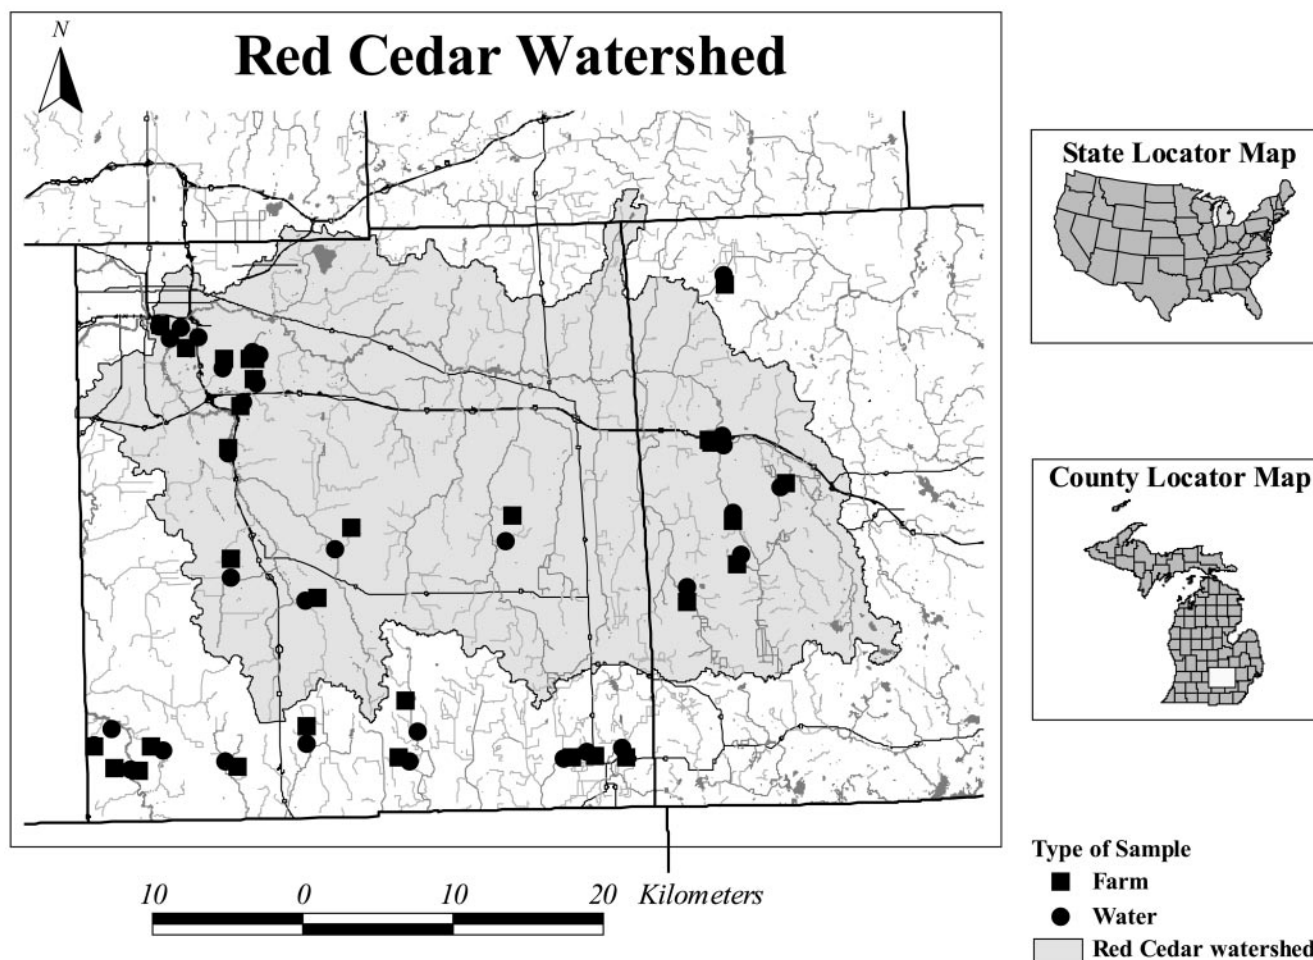 N
Red Cedar Watershed
State Locator Map
County Locator Map
10 0 10 20 Kilometers
Type of Sample
Farm
Water
Red Cedar watershed